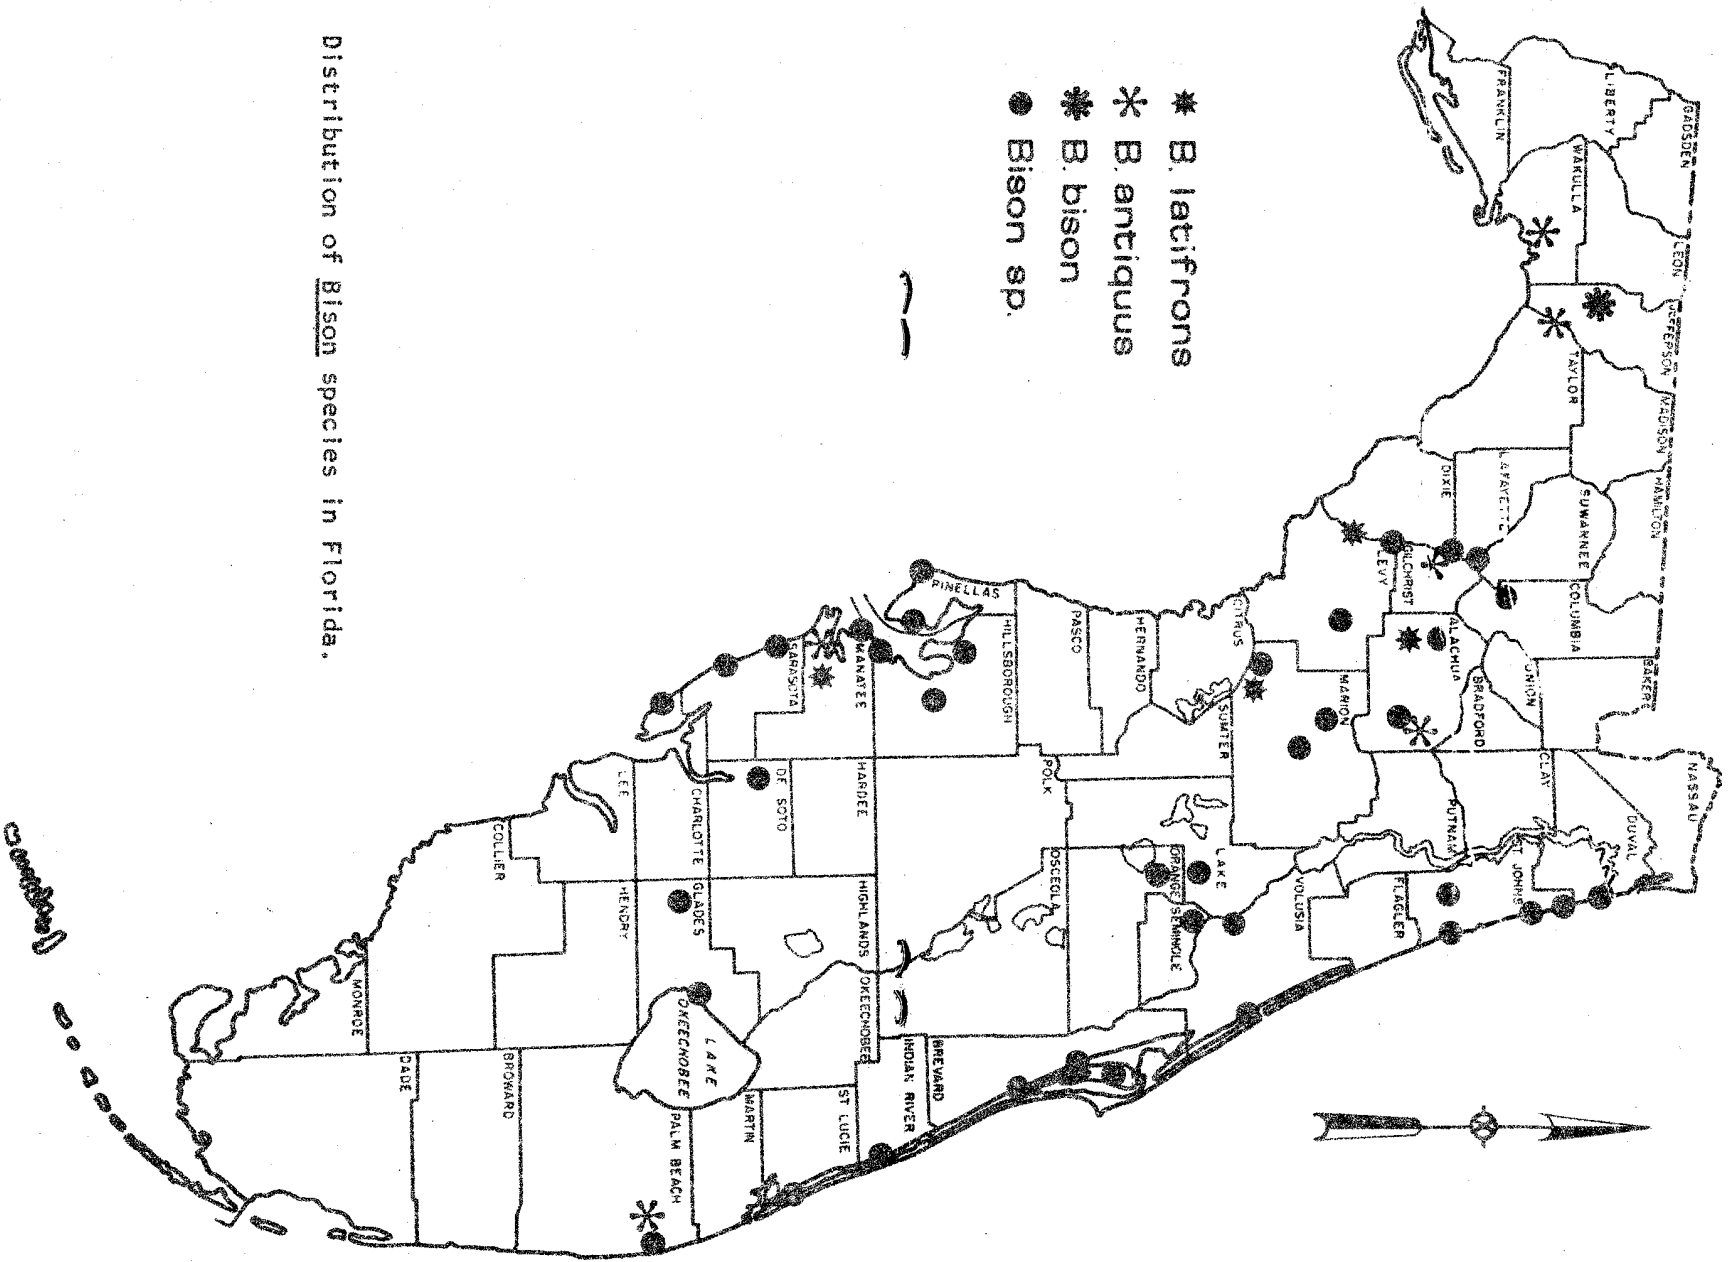 GADSDEN
LIBERTY
FRANKLIN
WAKULLA
LEON
JEFFERSON
TAYLOR
MADISON
HAMILTON
SUWANNEE
LAFAYETTE
DIXIE
COLUMBIA
GILCHRIST
LEVY
ALACHUA
UNION
BRADFORD
BAKER
NASSAU
DUVAL
CLAY
ST JOHNS
PUTNAM
FLAGLER
MARION
VOLUSIA
CITRUS
SUMTER
LAKE
HERNANDO
PASCO
ORANGE
SEMINOLE
PINELLAS
HILLSBOROUGH
POLK
OSCEOLA
BREVARD
INDIAN RIVER
MANATEE
HARDEE
HIGHLANDS
OKEECHOBEE
ST LUCIE
SARASOTA
DE SOTO
MARTIN
CHARLOTTE
GLADES
LAKE
OKEECHOBEE
PALM BEACH
LEE
HENDRY
COLLIER
BROWARD
MONROE
DADE
B. latifrons
B. antiquus
B. bison
Bison sp.
Distribution of Bison species in Florida.